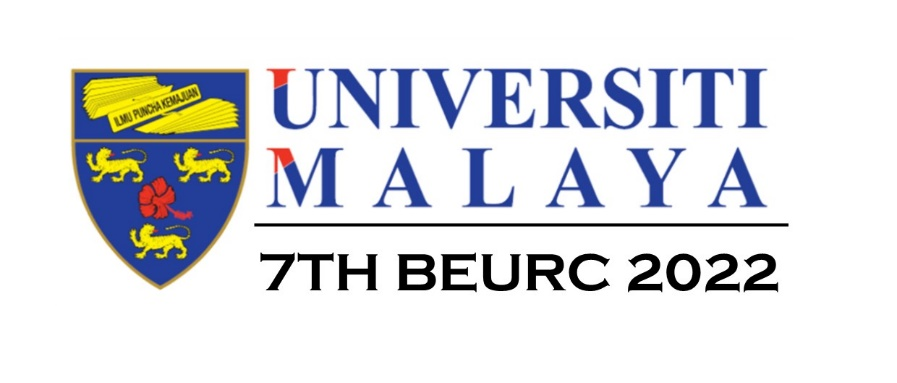 ILMU PUNCHA KEMAJUAN
UNIVERSITI
MALAYA
7TH BEURC 2022